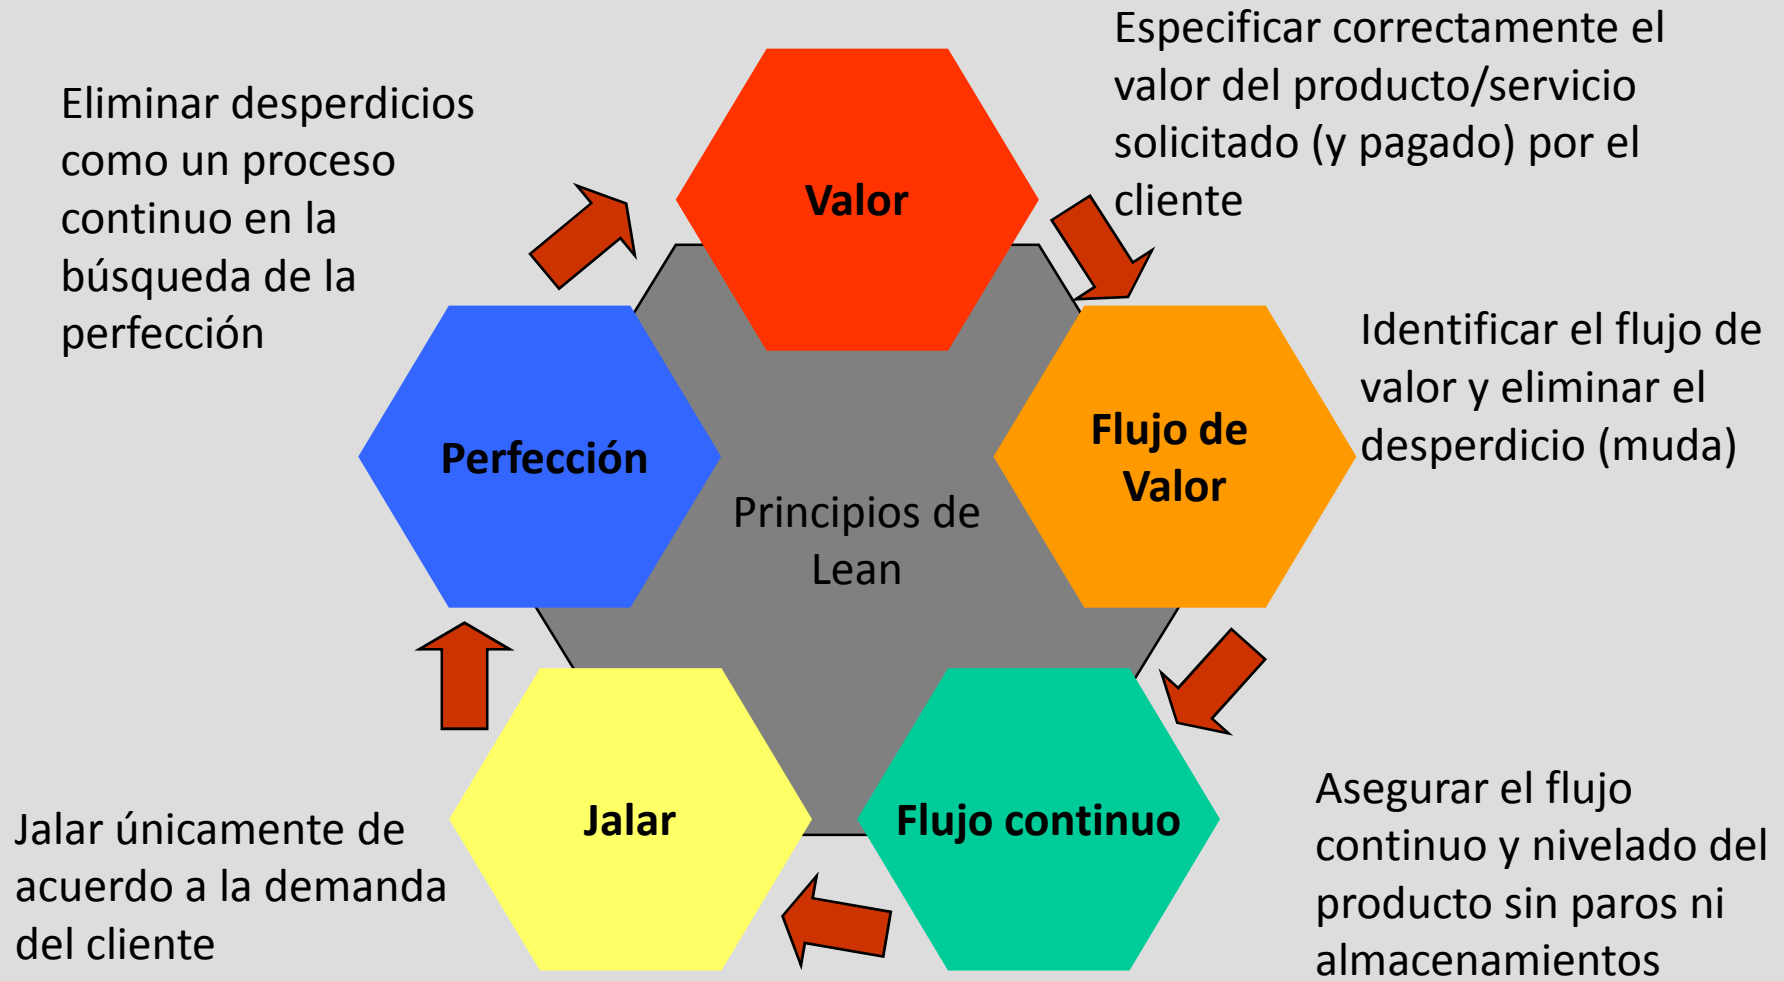 Especificar correctamente el
valor del producto/servicio
solicitado (y pagado) por el
cliente
Eliminar desperdicios
como un proceso
continuo en la
búsqueda de la
perfección
Valor
Identificar el flujo de
valor y eliminar el
desperdicio (muda)
Flujo de
Valor
Perfección
Principios de
Lean
Jalar
Flujo continuo
Asegurar el flujo
continuo y nivelado del
producto sin paros ni
almacenamientos
Jalar únicamente de
acuerdo a la demanda
del cliente